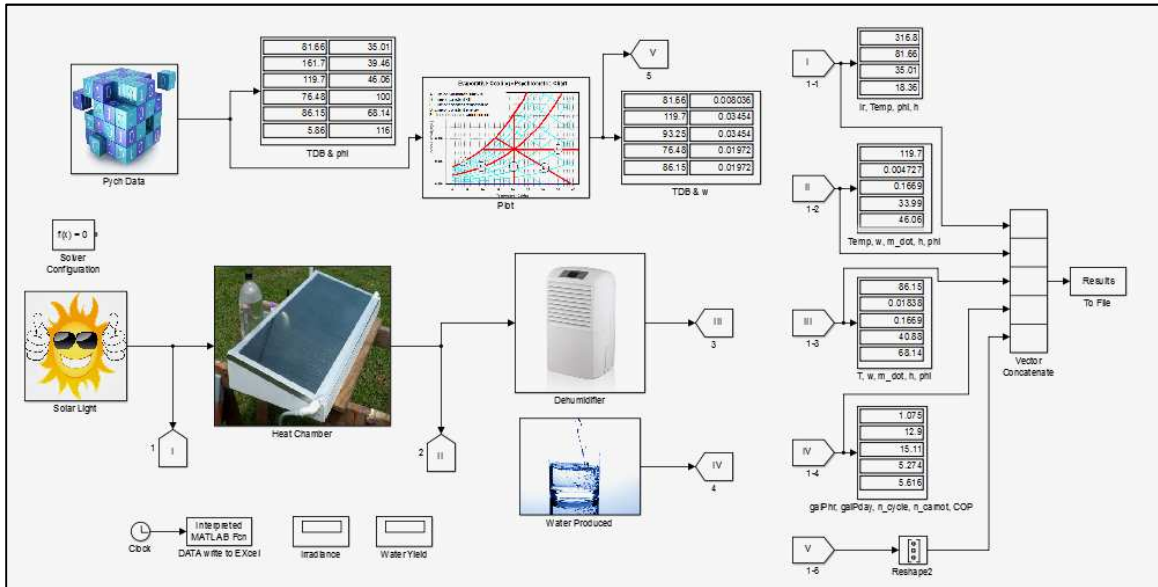 81.66 35.01
161.7 39.46
119.7 46.06
76.48 100
86.15 68.14
5.86 116
TDB & phi
Pych Data
Evaporative Cooling - Psychrometric Chart
Plot
V
5
81.66 0.008036
119.7 0.03454
93.25 0.03454
76.48 0.01972
86.15 0.01972
TDB & w
f(x) = 0
Solver
Configuration
Solar Light
1
I
Heat Chamber
2
II
Dehumidifier
III
3
Water Produced
IV
4
Clock
Interpreted
MATLAB Fcn
DATA write to EXcel
Irradiance
Water Yield
I
1-1
316.8
81.66
35.01
18.36
Ir, Temp, phi, h
II
1-2
119.7
0.004727
0.1669
33.99
46.06
Temp, w, m_dot, h, phi
III
1-3
86.15
0.01838
0.1669
40.88
68.14
T, w, m_dot, h, phi
IV
1-4
1.075
12.9
15.11
5.274
5.616
galPhr, galPday, n_cycle, n_carnot, COP
V
1-5
Reshape2
Vector
Concatenate
Results
To File